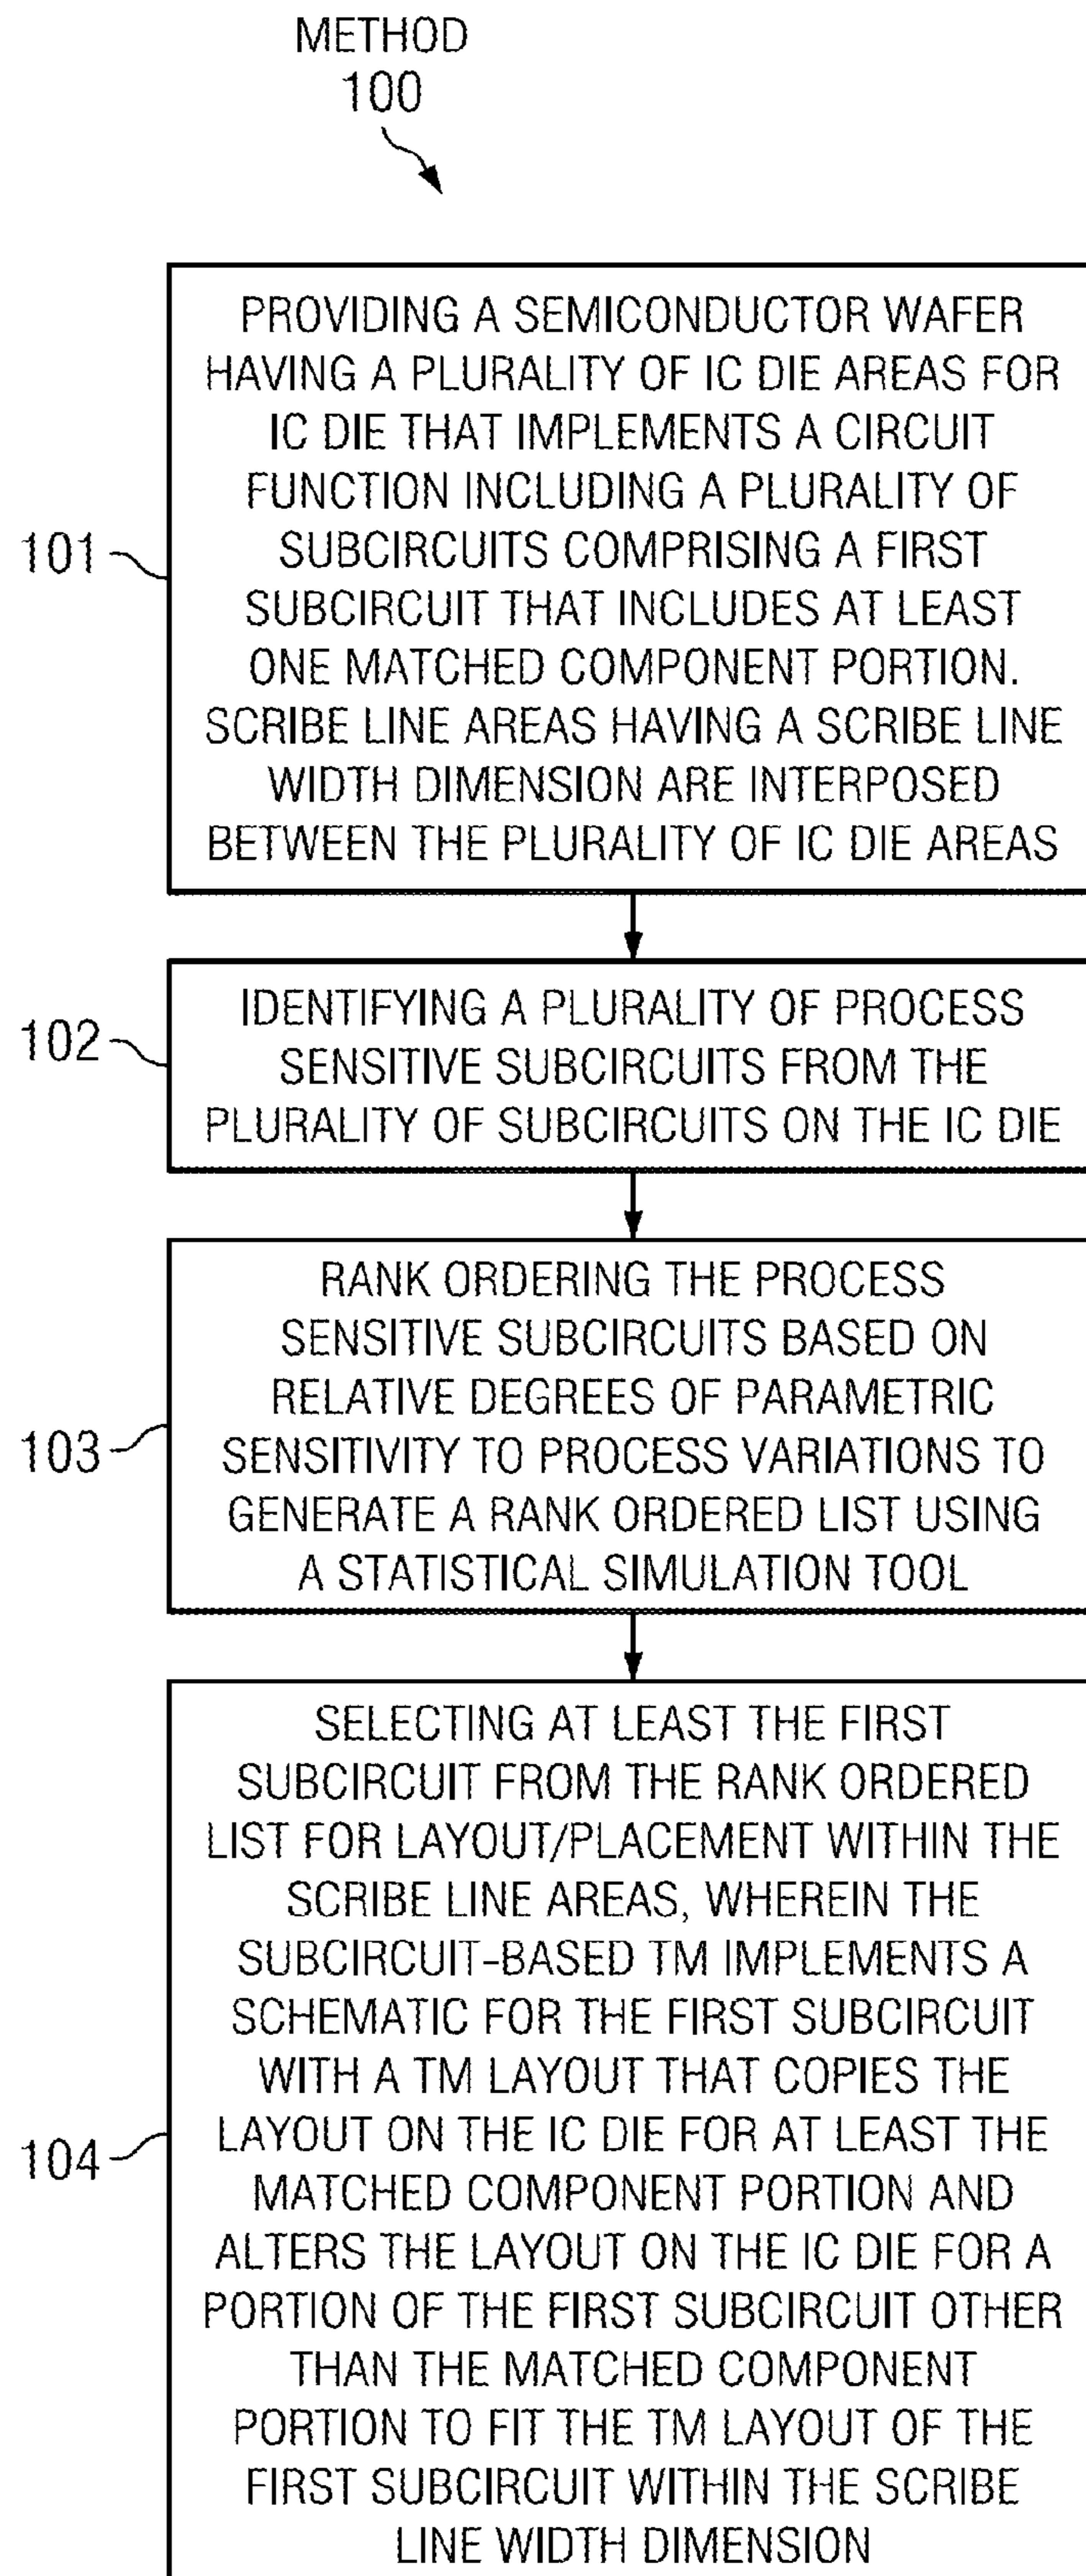 METHOD
100
101
PROVIDING A SEMICONDUCTOR WAFER
HAVING A PLURALITY OF IC DIE AREAS FOR
IC DIE THAT IMPLEMENTS A CIRCUIT
FUNCTION INCLUDING A PLURALITY OF
SUBCIRCUITS COMPRISING A FIRST
SUBCIRCUIT THAT INCLUDES AT LEAST
ONE MATCHED COMPONENT PORTION.
SCRIBE LINE AREAS HAVING A SCRIBE LINE
WIDTH DIMENSION ARE INTERPOSED
BETWEEN THE PLURALITY OF IC DIE AREAS
102
IDENTIFYING A PLURALITY OF PROCESS
SENSITIVE SUBCIRCUITS FROM THE
PLURALITY OF SUBCIRCUITS ON THE IC DIE
103
RANK ORDERING THE PROCESS
SENSITIVE SUBCIRCUITS BASED ON
RELATIVE DEGREES OF PARAMETRIC
SENSITIVITY TO PROCESS VARIATIONS TO
GENERATE A RANK ORDERED LIST USING
A STATISTICAL SIMULATION TOOL
104
SELECTING AT LEAST THE FIRST
SUBCIRCUIT FROM THE RANK ORDERED
LIST FOR LAYOUT/PLACEMENT WITHIN THE
SCRIBE LINE AREAS, WHEREIN THE
SUBCIRCUIT-BASED TM IMPLEMENTS A
SCHEMATIC FOR THE FIRST SUBCIRCUIT
WITH A TM LAYOUT THAT COPIES THE
LAYOUT ON THE IC DIE FOR AT LEAST THE
MATCHED COMPONENT PORTION AND
ALTERS THE LAYOUT ON THE IC DIE FOR A
PORTION OF THE FIRST SUBCIRCUIT OTHER
THAN THE MATCHED COMPONENT
PORTION TO FIT THE TM LAYOUT OF THE
FIRST SUBCIRCUIT WITHIN THE SCRIBE
LINE WIDTH DIMENSION